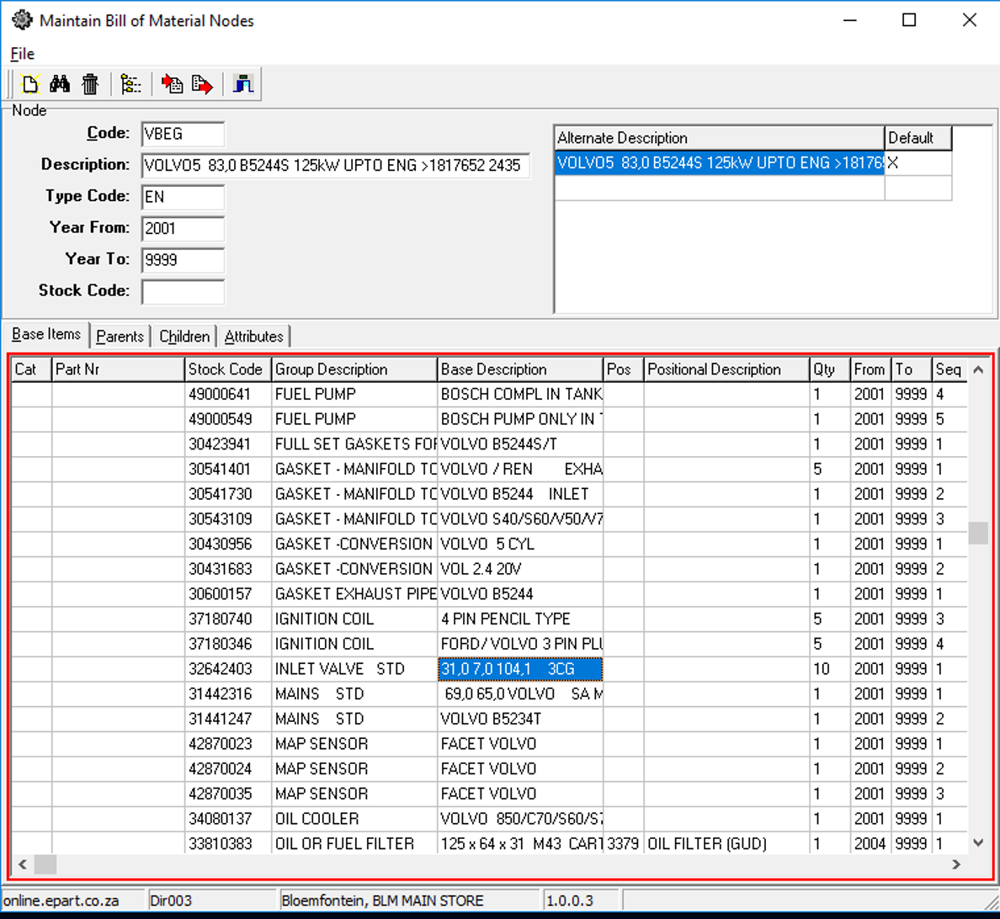 Maintain Bill of Material Nodes
File
Node
Code: VBEG
Description: VOLVO5 83,0 B5244S 125kW UPTO ENG >1817652 2435
Type Code: EN
Year From: 2001
Year To: 9999
Stock Code:
Alternate Description Default
VOLVO5 83,0 B5244S 125kW UPTO ENG >18176 X
Base Items Parents Children Attributes
Cat Part Nr Stock Code Group Description Base Description Pos Positional Description Qty From To Seq
49000641 FUEL PUMP BOSCH COMPL IN TANK 1 2001 9999 4
49000549 FUEL PUMP BOSCH PUMP ONLY IN 1 2001 9999 5
30423941 FULL SET GASKETS FOR VOLVO B5244S/T 1 2001 9999 1
30541401 GASKET - MANIFOLD TO VOLVO / REN EXHA 5 2001 9999 1
30541730 GASKET - MANIFOLD TO VOLVO B5244 INLET 1 2001 9999 2
30543109 GASKET - MANIFOLD TO VOLVO S40/S60/V50/V7 1 2001 9999 3
30430956 GASKET -CONVERSION VOLVO 5 CYL 1 2001 9999 1
30431683 GASKET -CONVERSION VOL 2.4 20V 1 2001 9999 2
30600157 GASKET EXHAUST PIPE VOLVO B5244 1 2001 9999 1
37180740 IGNITION COIL 4 PIN PENCIL TYPE 5 2001 9999 3
37180346 IGNITION COIL FORD/ VOLVO 3 PIN PLU 5 2001 9999 4
32642403 INLET VALVE STD 31,0 7,0 104,1 3CG 10 2001 9999 1
31442316 MAINS STD 69,0 65,0 VOLVO SA M 1 2001 9999 1
31441247 MAINS STD VOLVO B5234T 1 2001 9999 2
42870023 MAP SENSOR FACET VOLVO 1 2001 9999 1
42870024 MAP SENSOR FACET VOLVO 1 2001 9999 2
42870035 MAP SENSOR FACET VOLVO 1 2001 9999 3
34080137 OIL COOLER VOLVO 850/C70/S60/S7 1 2001 9999 1
33810383 OIL OR FUEL FILTER 125 x 64 x 31 M43 CART 3379 OIL FILTER (GUD) 1 2004 9999 1
online.epart.co.za Dir003 Bloemfontein, BLM MAIN STORE 1.0.0.3